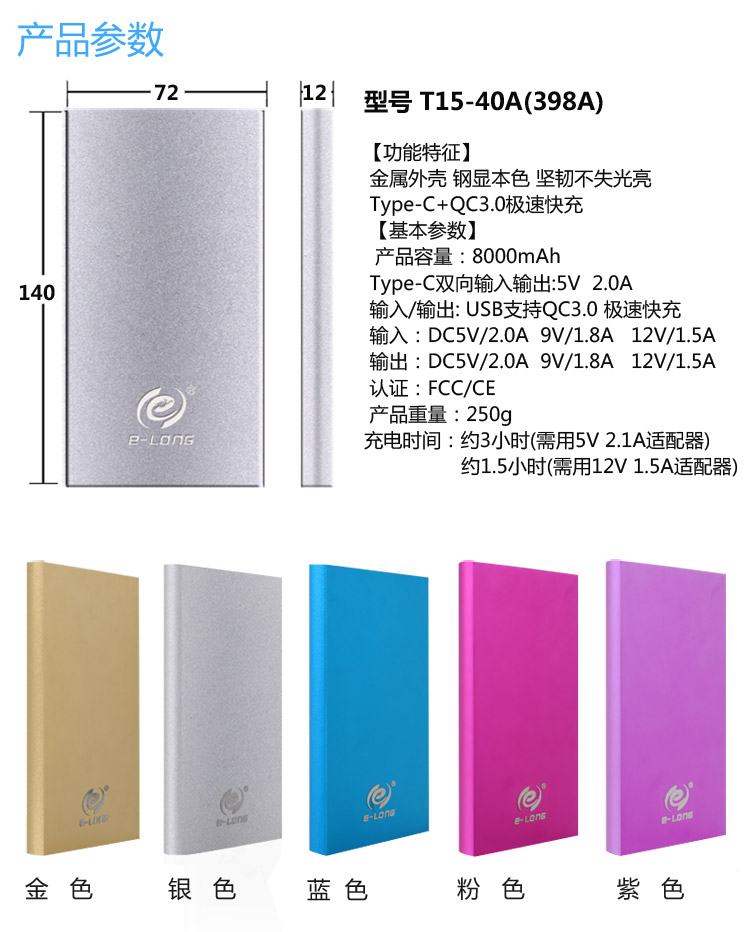 产品参数
72
12
140
型号 T15-40A(398A)
【功能特征】
金属外壳 钢显本色 坚韧不失光亮
Type-C+QC3.0极速快充
【基本参数】
产品容量：8000mAh
Type-C双向输入输出:5V 2.0A
输入/输出: USB支持QC3.0 极速快充
输入：DC5V/2.0A 9V/1.8A 12V/1.5A
输出：DC5V/2.0A 9V/1.8A 12V/1.5A
认证：FCC/CE
产品重量：250g
充电时间：约3小时(需用5V 2.1A适配器)
约1.5小时(需用12V 1.5A适配器)
e-LONG
e-LONG
e-LONG
e-LONG
e-LONG
e-LONG
金 色
银 色
蓝 色
粉 色
紫 色